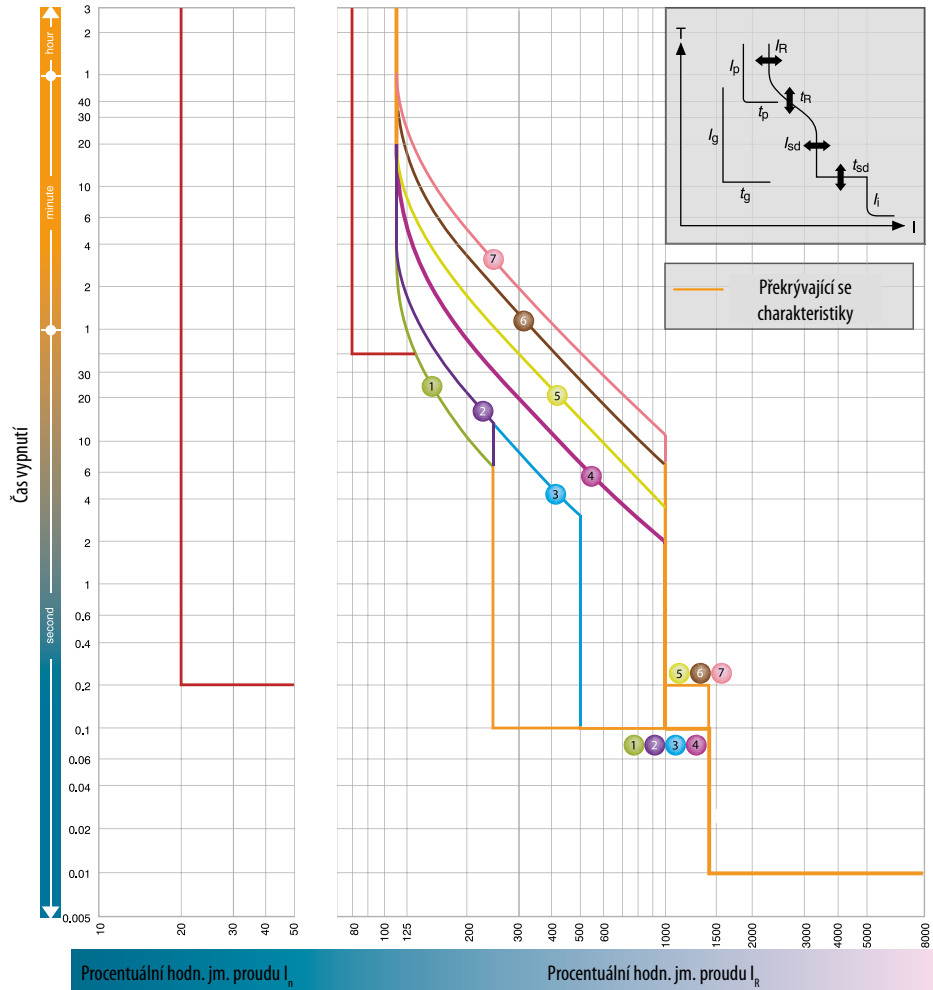 Čas vypnutí
hour
minute
second
3
2
1
40
30
20
10
6
4
2
1
30
20
10
6
4
2
1
0.6
0.4
0.2
0.1
0.06
0.04
0.02
0.01
0.005
10
20
30
40
50
80
100
125
200
300
400
500
600
1000
1500
2000
3000
4000
5000
8000
7
6
5
1
2
3
4
5 6 7
1 2 3 4
T
I
IR
Ip
tR
tp
Ig
Isd
tsd
tg
Ii
Překrývající se
charakteristiky
Procentuální hodn. jm. proudu In
Procentuální hodn. jm. proudu IR